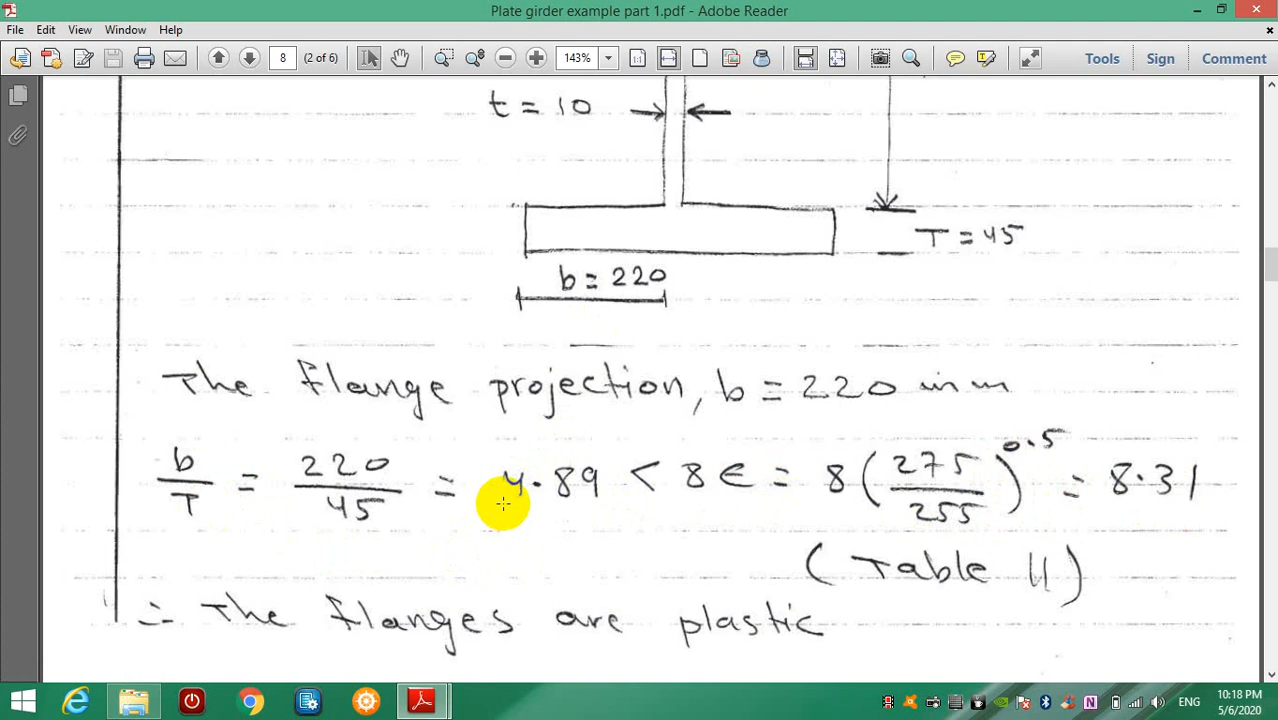 Plate girder example part 1.pdf - Adobe Reader
File Edit View Window Help
8 (2 of 6) 143% Tools Sign Comment
t = 10
T = 45
b = 220
The flange projection, b = 220 mm
b/T = 220/45 = 4.89 < 8 ϵ = 8 (275/255)^0.5 = 8.31
(Table 11)
∴ The flanges are plastic
ENG
10:18 PM
5/6/2020